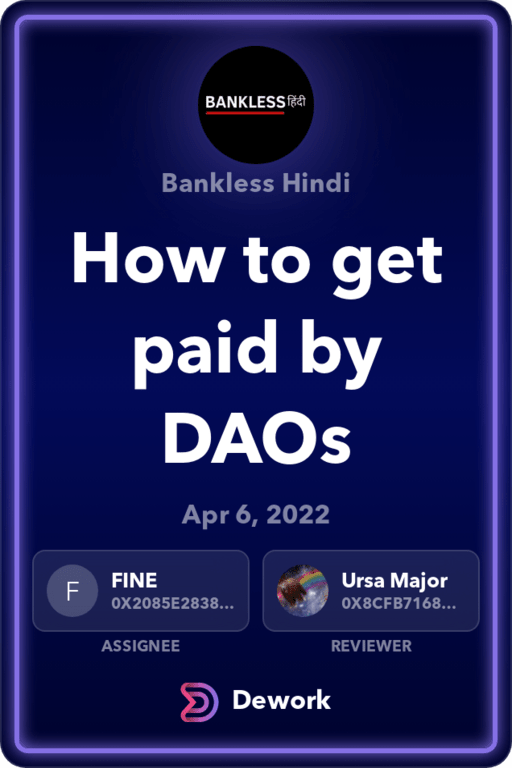 BANKLESS हिंदी
Bankless Hindi
How to get
paid by
DAOs
Apr 6, 2022
F
FINE
0X2085E2838...
ASSIGNEE
Ursa Major
0X8CFB7168...
REVIEWER
Dework